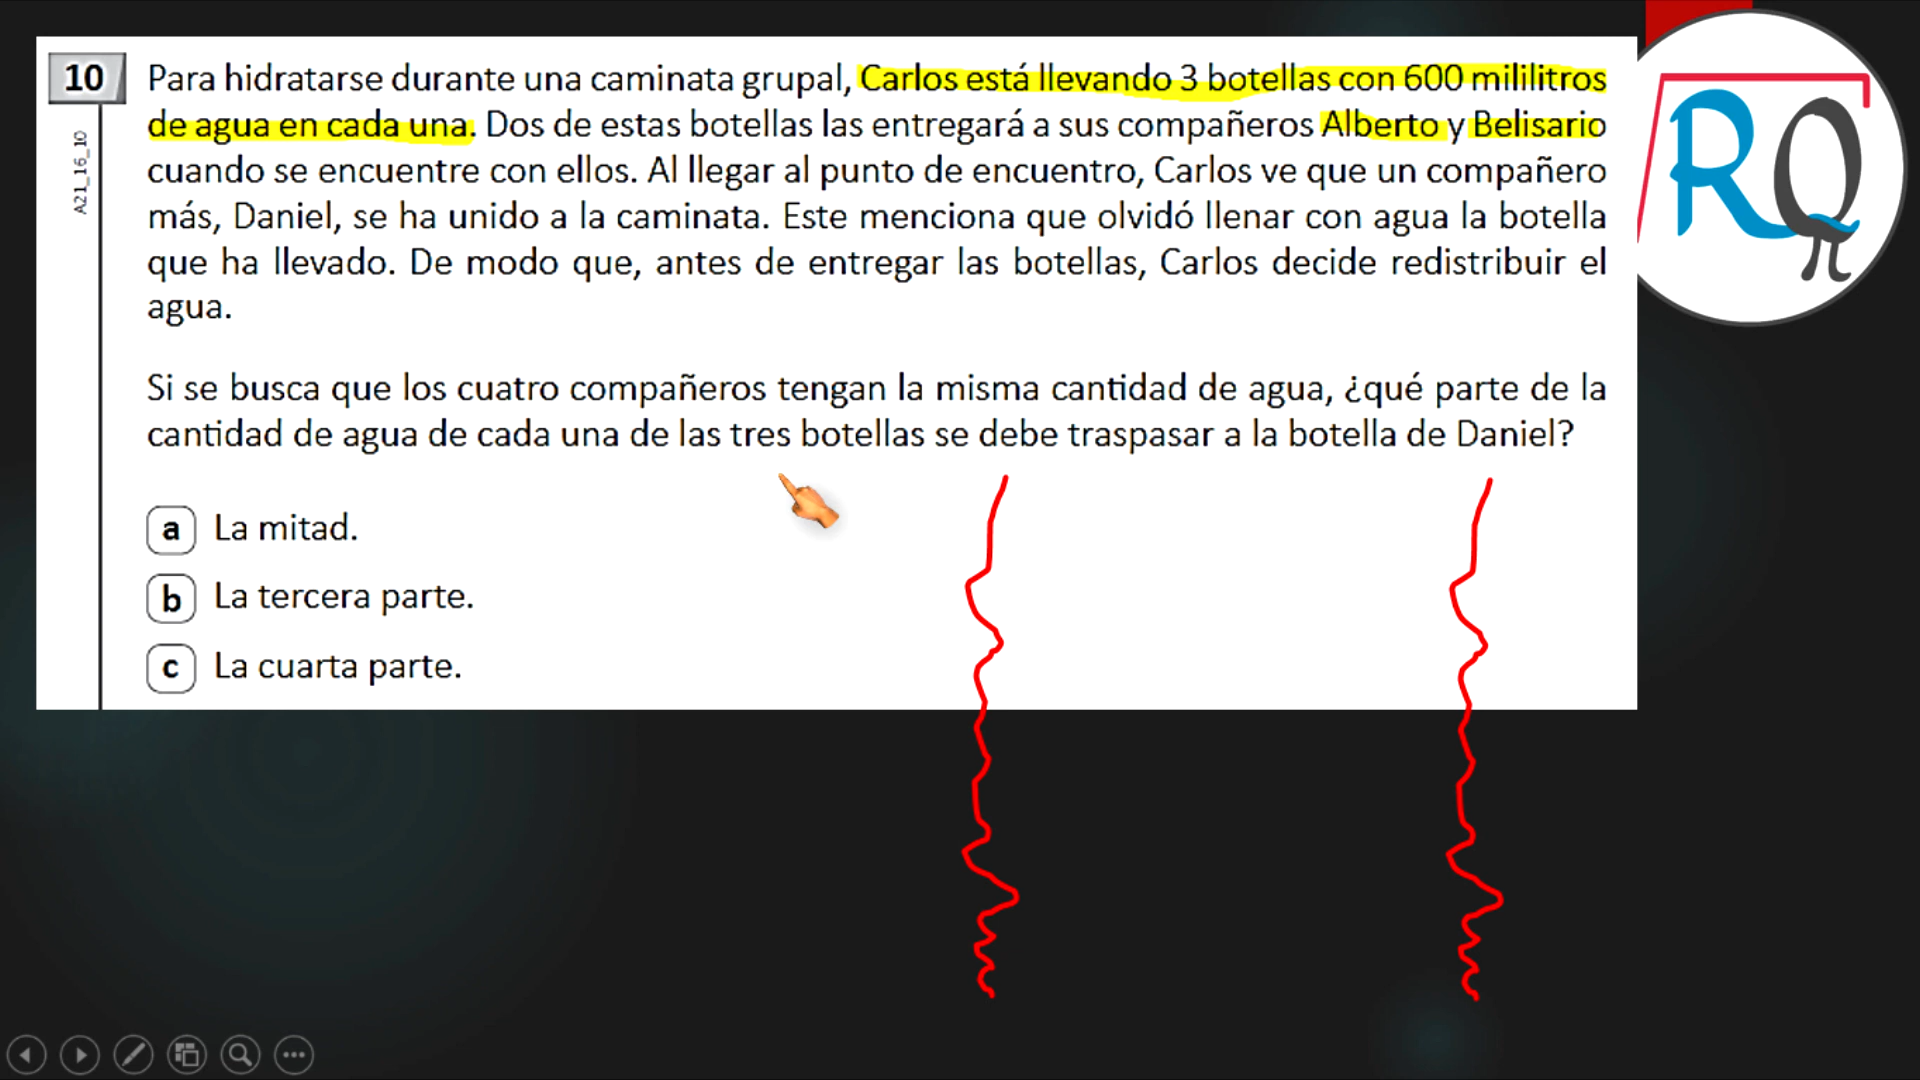 10 Para hidratarse durante una caminata grupal, Carlos está llevando 3 botellas con 600 mililitros
de agua en cada una. Dos de estas botellas las entregará a sus compañeros Alberto y Belisario
cuando se encuentre con ellos. Al llegar al punto de encuentro, Carlos ve que un compañero
más, Daniel, se ha unido a la caminata. Este menciona que olvidó llenar con agua la botella
que ha llevado. De modo que, antes de entregar las botellas, Carlos decide redistribuir el
agua.
A21_16_10
Si se busca que los cuatro compañeros tengan la misma cantidad de agua, ¿qué parte de la
cantidad de agua de cada una de las tres botellas se debe traspasar a la botella de Daniel?
a La mitad.
b La tercera parte.
c La cuarta parte.
RQ
π